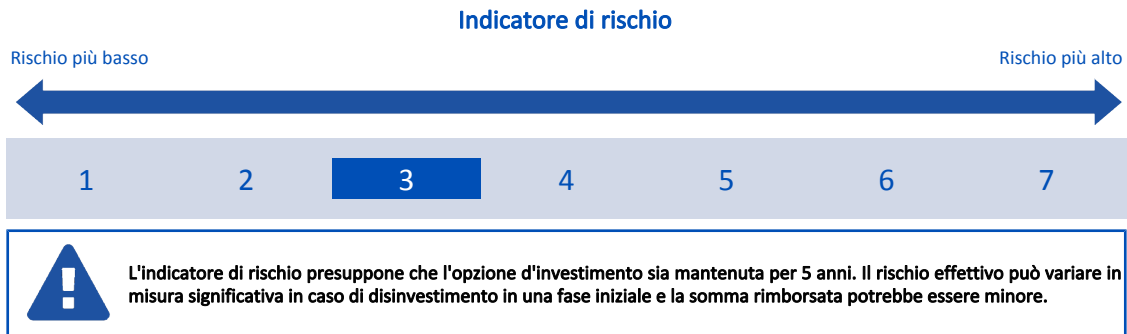 Indicatore di rischio
Rischio più basso Rischio più alto
1 2 3 4 5 6 7
L'indicatore di rischio presuppone che l'opzione d'investimento sia mantenuta per 5 anni. Il rischio effettivo può variare in
misura significativa in caso di disinvestimento in una fase iniziale e la somma rimborsata potrebbe essere minore.